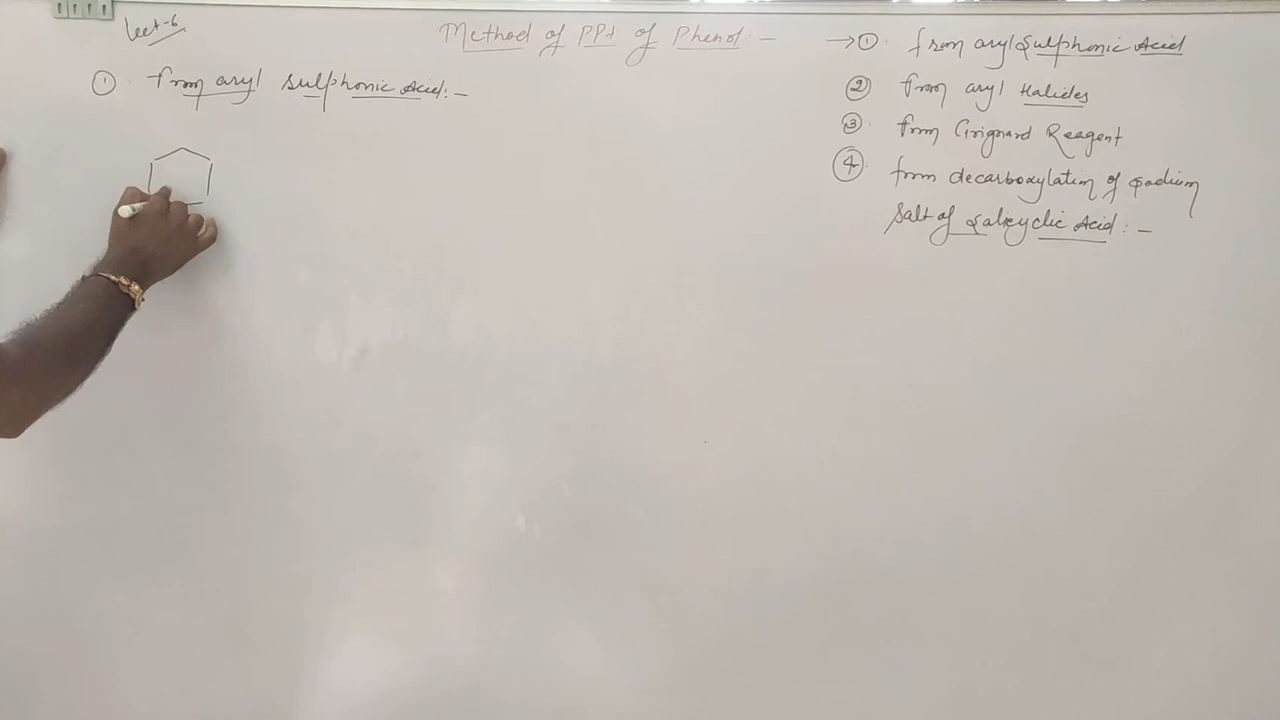 Lect-6
Method of PPt of Phenol:-
① from aryl sulphonic Acid:-
→① from aryl Sulphonic Acid
② from aryl Halides
③ from Grignard Reagent
④ from decarboxylation of Sodium
Salt of Salicyclic Acid:-